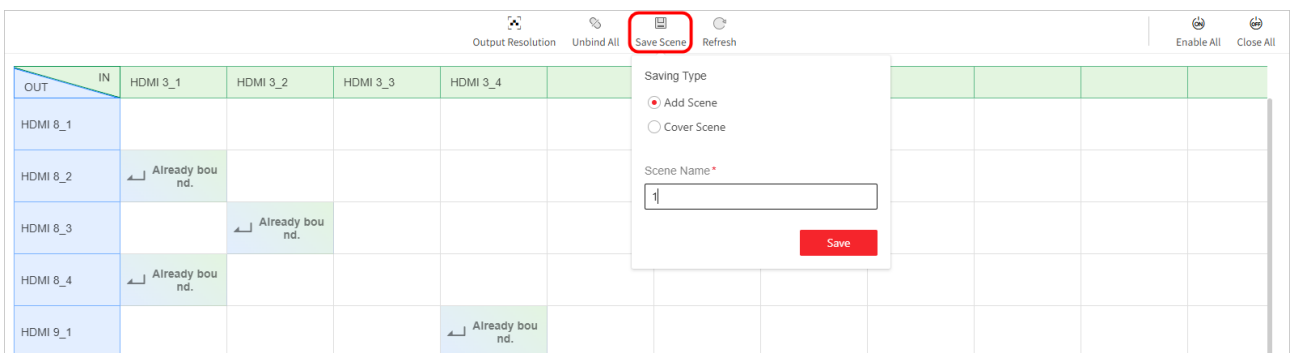 Output Resolution Unbind All Save Scene Refresh Enable All Close All
IN
OUT
HDMI 3_1 HDMI 3_2 HDMI 3_3 HDMI 3_4
Saving Type
Add Scene
Cover Scene
Scene Name*
1
Save
HDMI 8_1
HDMI 8_2
Already bou
nd.
HDMI 8_3
Already bou
nd.
HDMI 8_4
Already bou
nd.
HDMI 9_1
Already bou
nd.